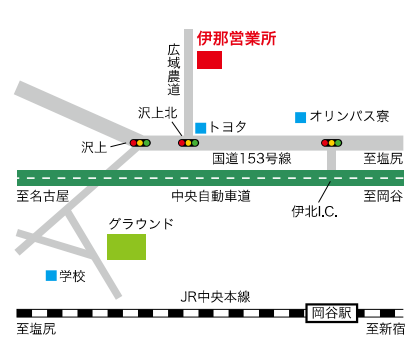 伊那営業所
広域農道
沢上北
トヨタ
オリンパス寮
沢上
国道153号線
至塩尻
至名古屋
中央自動車道
至岡谷
伊北I.C.
グラウンド
学校
JR中央本線
岡谷駅
至塩尻
至新宿